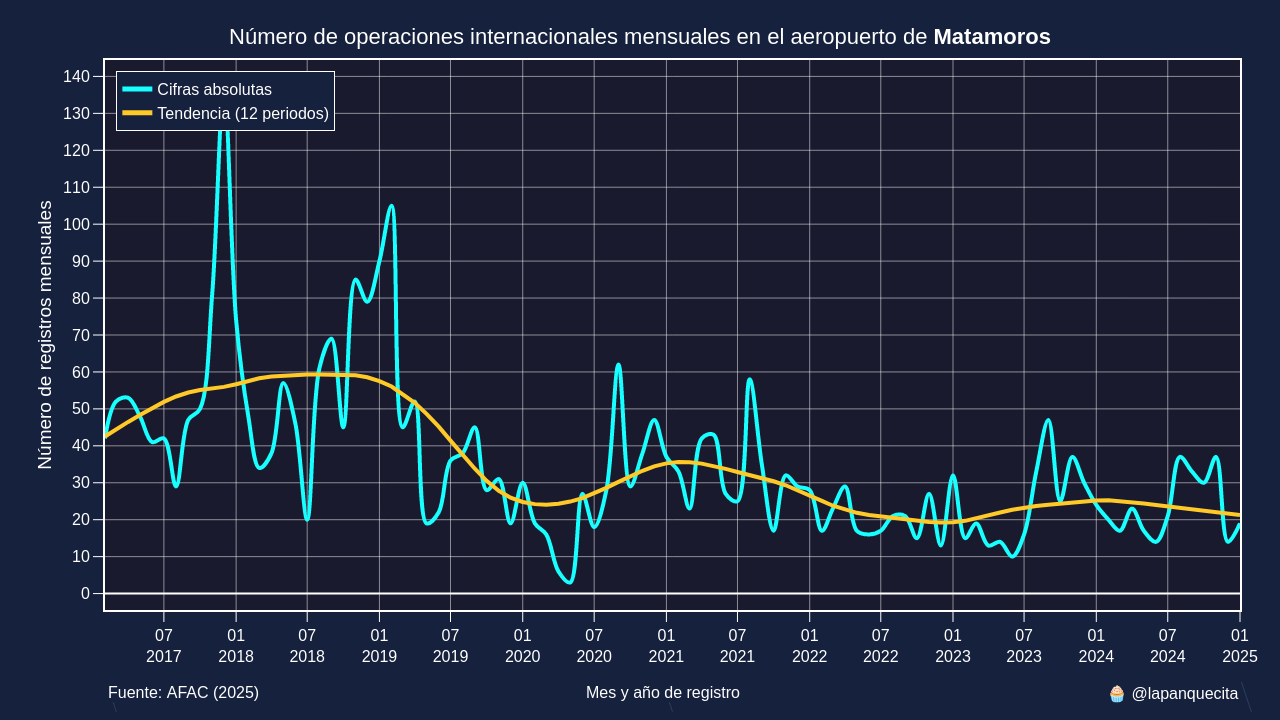 Número de operaciones internacionales mensuales en el aeropuerto de Matamoros
Cifras absolutas
Tendencia (12 periodos)
Número de registros mensuales
140
130
120
110
100
90
80
70
60
50
40
30
20
10
0
07 01 07 01 07 01 07 01 07 01 07 01 07 01 07 01
2017 2018 2018 2019 2019 2020 2020 2021 2021 2022 2022 2023 2023 2024 2024 2025
Fuente: AFAC (2025)
Mes y año de registro
🧁 @lapanquecita